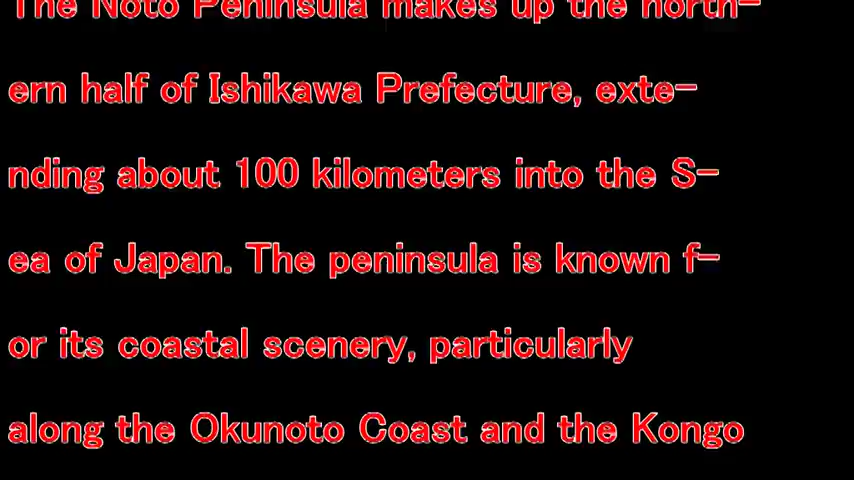 The Noto Peninsula makes up the north-
ern half of Ishikawa Prefecture, exte-
nding about 100 kilometers into the S-
ea of Japan. The peninsula is known f-
or its coastal scenery, particularly
along the Okunoto Coast and the Kongo